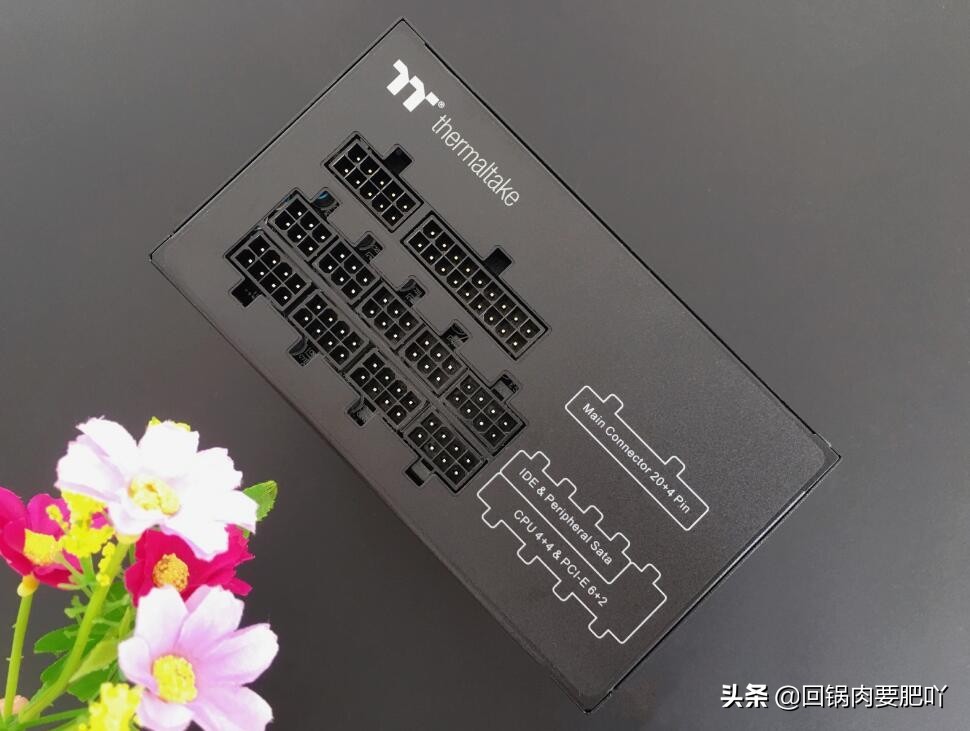 thermaltake
Main Connector 20+4 Pin
IDE & Peripheral Sata
CPU 4+4 & PCI-E 6+2
头条 @回锅肉要肥吖